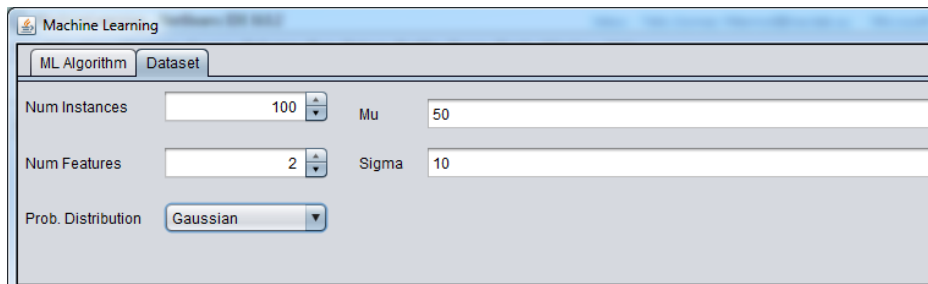 Machine Learning
ML Algorithm Dataset
Num Instances 100 Mu 50
Num Features 2 Sigma 10
Prob. Distribution Gaussian